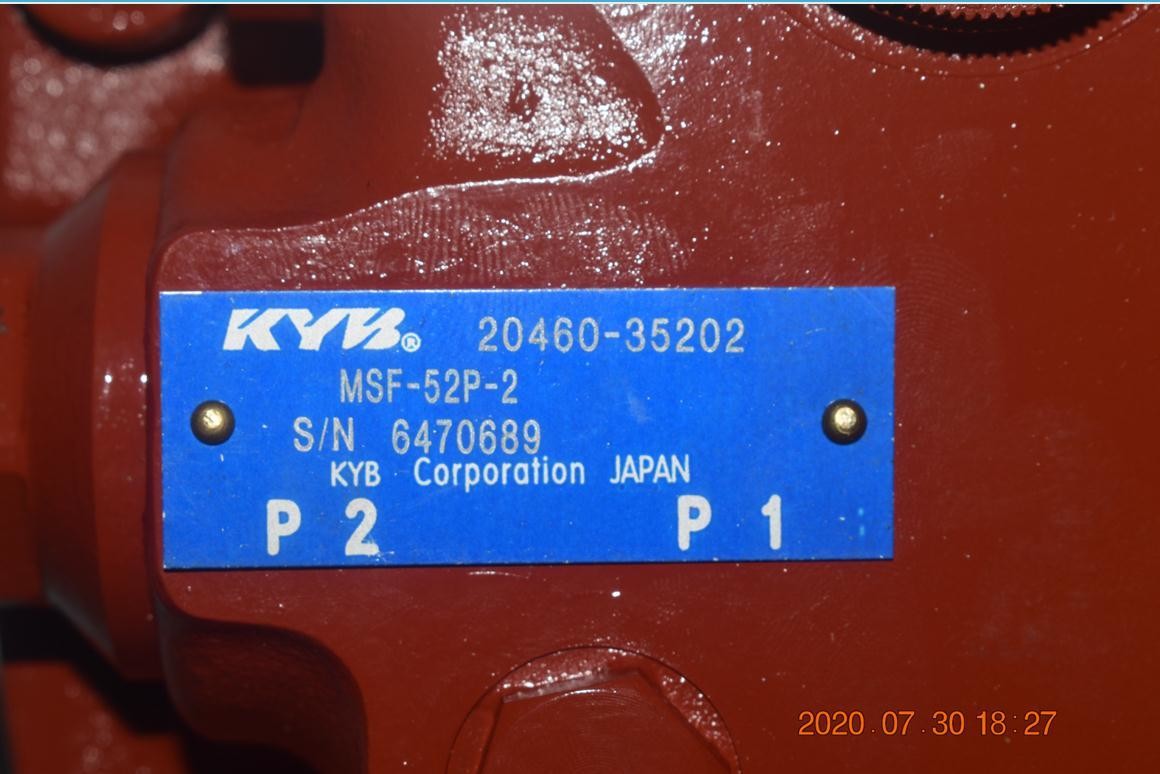 KYB® 20460-35202
MSF-52P-2
S/N 6470689
KYB Corporation JAPAN
P 2 P 1
2020.07.30 18:27